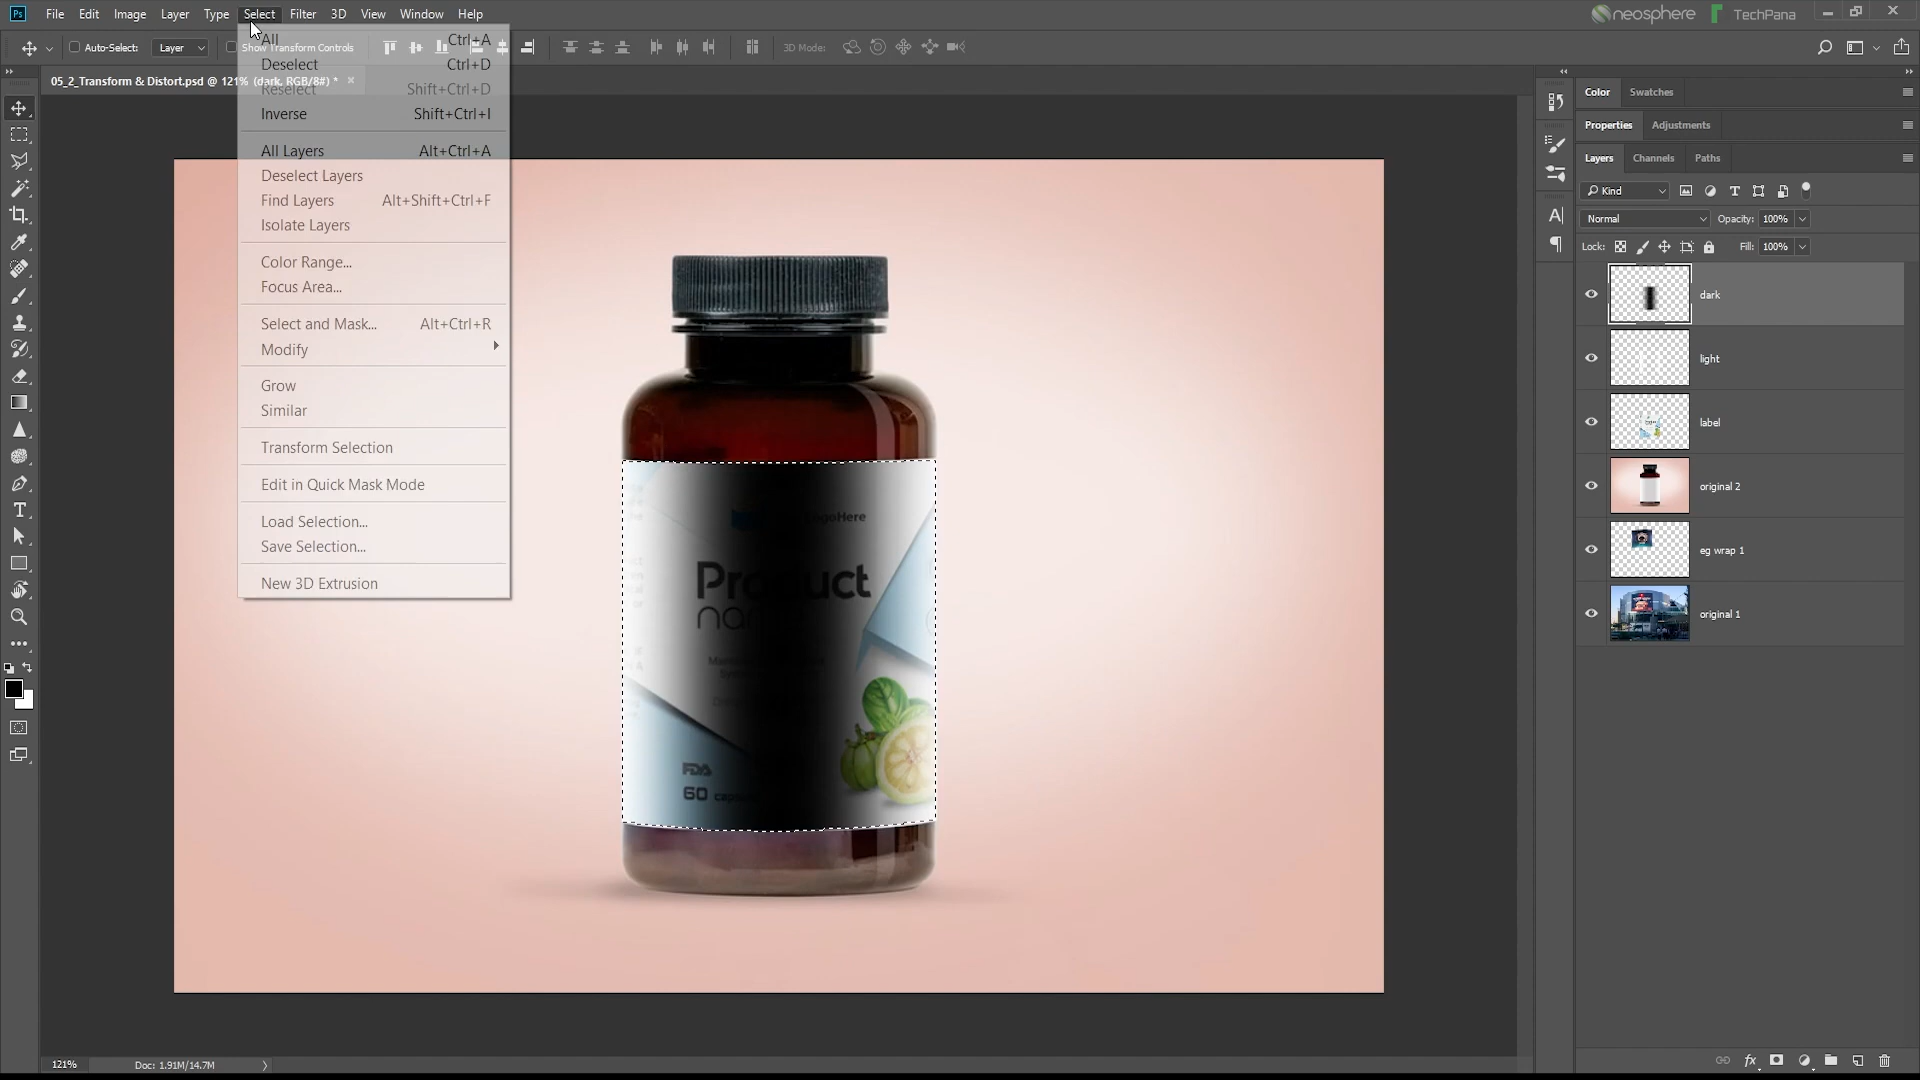 Ps File Edit Image Layer Type Select Filter 3D View Window Help
neosphere TechPana
Auto-Select: Layer Show Transform Controls 3D Mode:
05_2_Transform & Distort.psd @ 121% (dark, RGB/8#) * ×
All Ctrl+A
Deselect Ctrl+D
Reselect Shift+Ctrl+D
Inverse Shift+Ctrl+I
All Layers Alt+Ctrl+A
Deselect Layers
Find Layers Alt+Shift+Ctrl+F
Isolate Layers
Color Range...
Focus Area...
Select and Mask... Alt+Ctrl+R
Modify
Grow
Similar
Transform Selection
Edit in Quick Mask Mode
Load Selection...
Save Selection...
New 3D Extrusion
Product
FDA
60
Color Swatches
Properties Adjustments
Layers Channels Paths
Kind
Normal Opacity: 100%
Lock: Fill: 100%
dark
light
label
original 2
eg wrap 1
original 1
121% Doc: 1.91M/14.7M